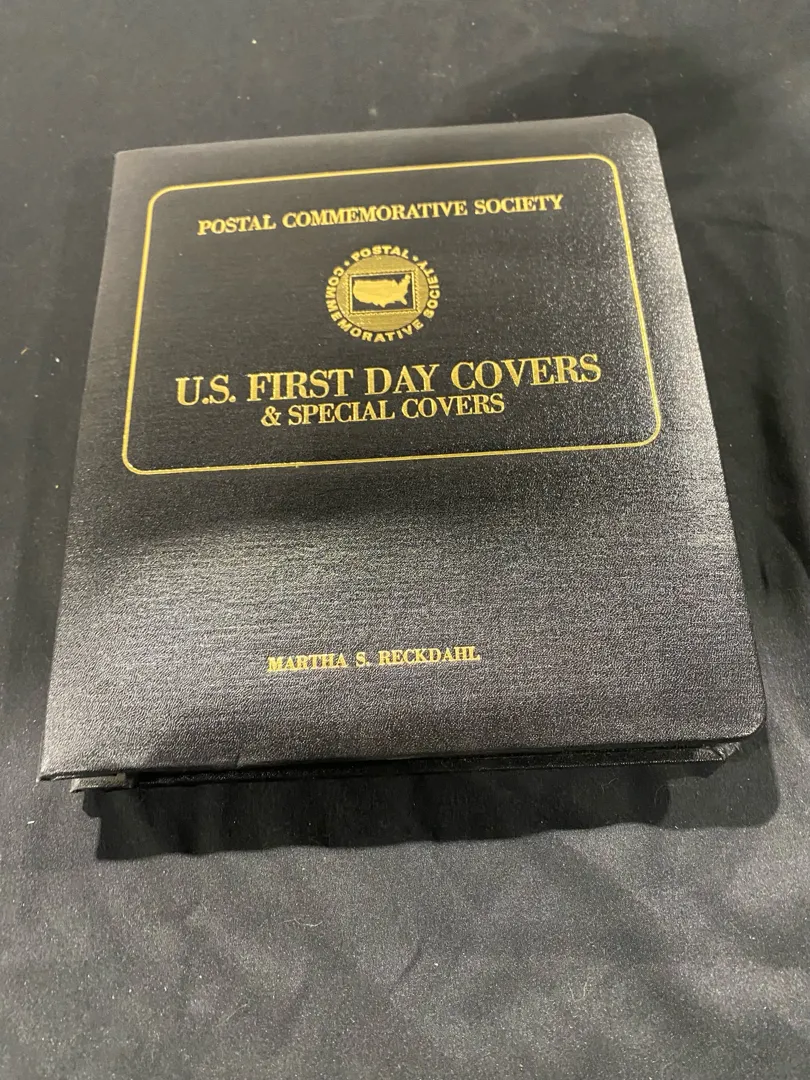 POSTAL COMMEMORATIVE SOCIETY
• POSTAL •
COMMEMORATIVE SOCIETY
U.S. FIRST DAY COVERS
& SPECIAL COVERS
MARTHA S. RECKDAHL